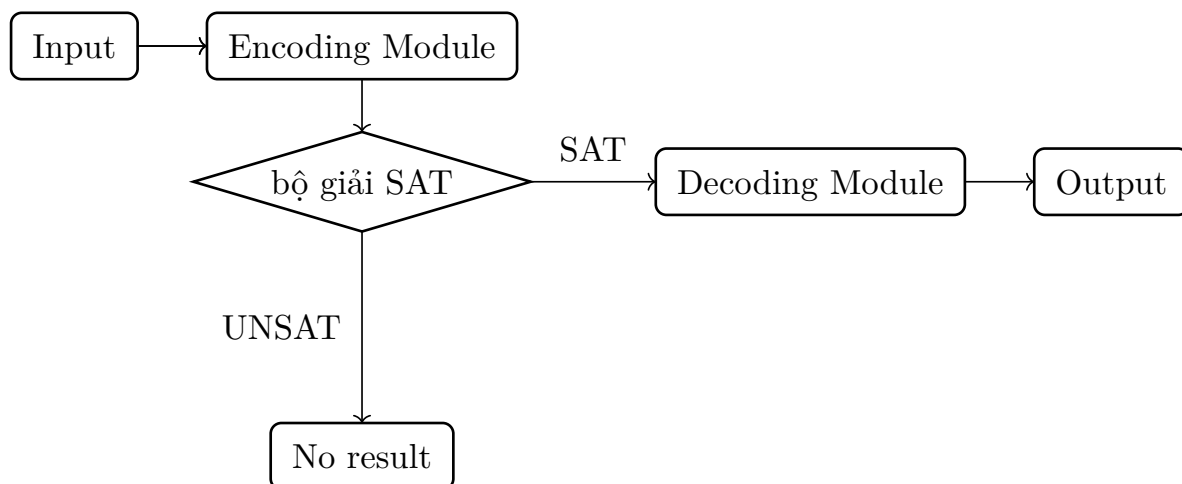 Input
Encoding Module
bộ giải SAT
SAT
Decoding Module
Output
UNSAT
No result